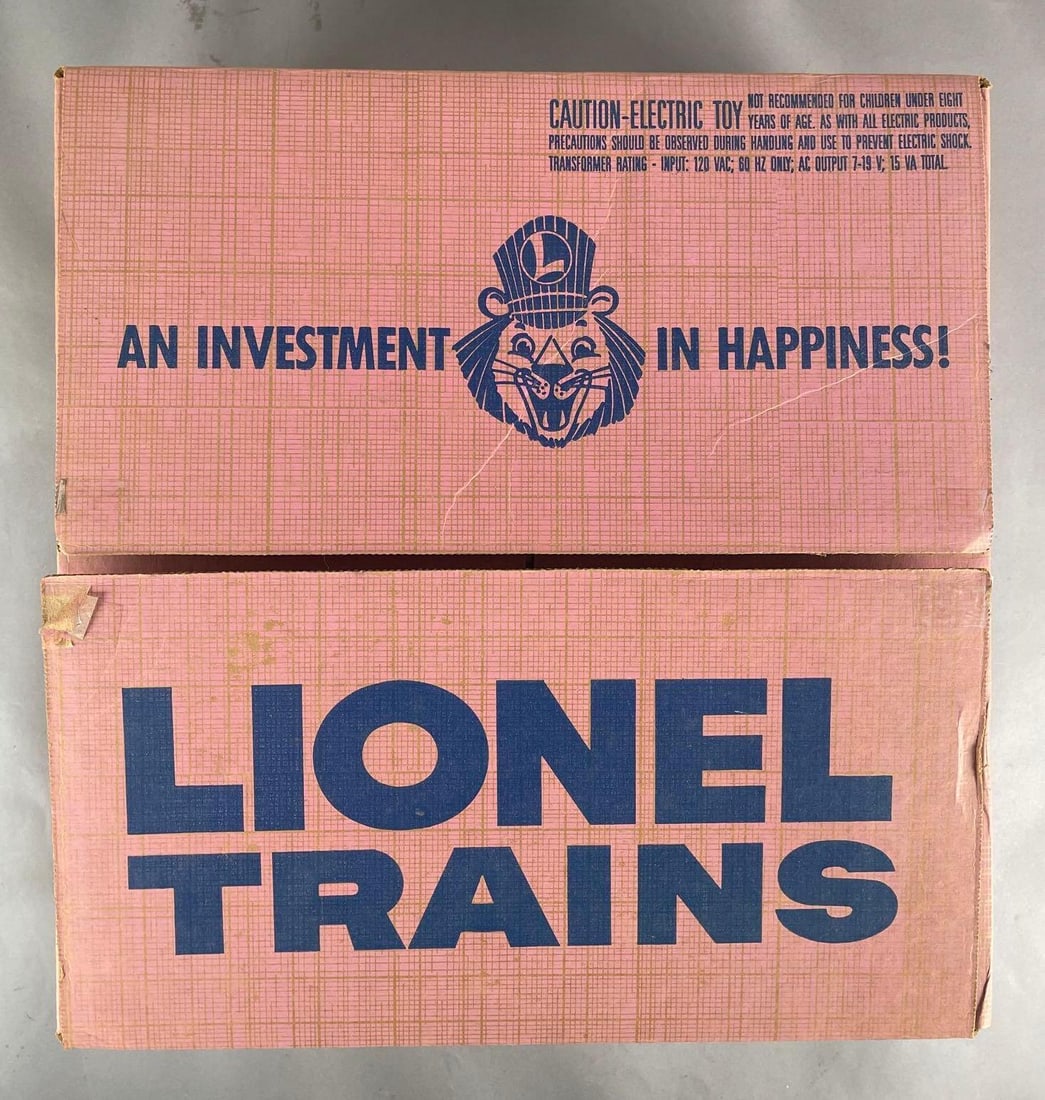 CAUTION-ELECTRIC TOY NOT RECOMMENDED FOR CHILDREN UNDER EIGHT
YEARS OF AGE. AS WITH ALL ELECTRIC PRODUCTS,
PRECAUTIONS SHOULD BE OBSERVED DURING HANDLING AND USE TO PREVENT ELECTRIC SHOCK.
TRANSFORMER RATING - INPUT: 120 VAC; 60 HZ ONLY; AC OUTPUT 7-19 V; 15 VA TOTAL.
L
AN INVESTMENT IN HAPPINESS!
LIONEL
TRAINS